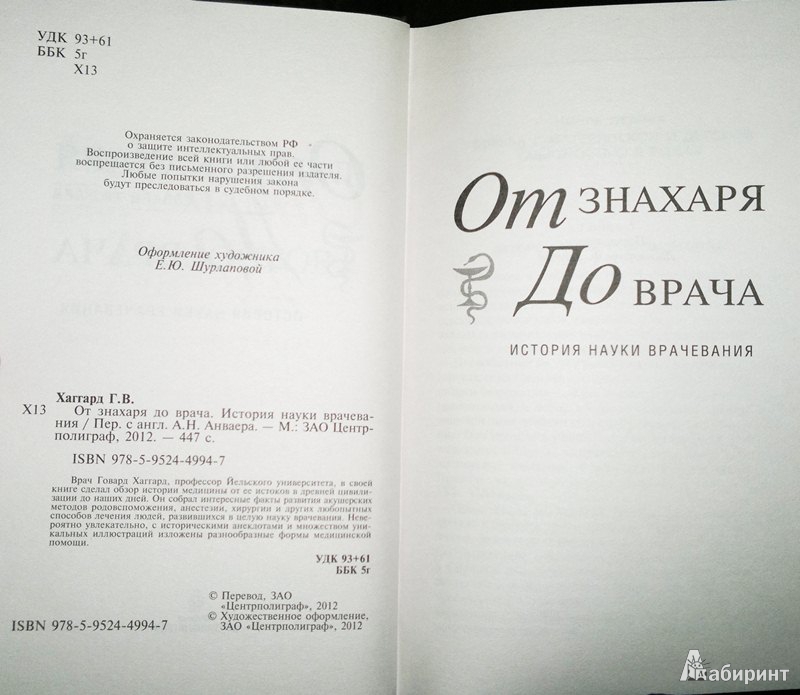 УДК 93+61
ББК 5г
Х13
Охраняется законодательством РФ
о защите интеллектуальных прав.
Воспроизведение всей книги или любой ее части
воспрещается без письменного разрешения издателя.
Любые попытки нарушения закона
будут преследоваться в судебном порядке.
Оформление художника
Е.Ю. Шурлаповой
Хаггард Г.В.
Х13 От знахаря до врача. История науки врачева-
ния / Пер. с англ. А.Н. Анваера. — М.: ЗАО Центр-
полиграф, 2012. — 447 с.
ISBN 978-5-9524-4994-7
Врач Говард Хаггард, профессор Йельского университета, в своей
книге сделал обзор истории медицины от ее истоков в древней цивили-
зации до наших дней. Он собрал интересные факты развития акушерских
методов родовспоможения, анестезии, хирургии и других любопытных
способов лечения людей, развившихся в целую науку врачевания. Неве-
роятно увлекательно, с историческими анекдотами и множеством уни-
кальных иллюстраций изложены разнообразные формы медицинской
помощи.
УДК 93+61
ББК 5г
© Перевод, ЗАО
«Центрполиграф», 2012
© Художественное оформление,
ЗАО «Центрполиграф», 2012
ISBN 978-5-9524-4994-7
От ЗНАХАРЯ
До ВРАЧА
ИСТОРИЯ НАУКИ ВРАЧЕВАНИЯ
Лабиринт